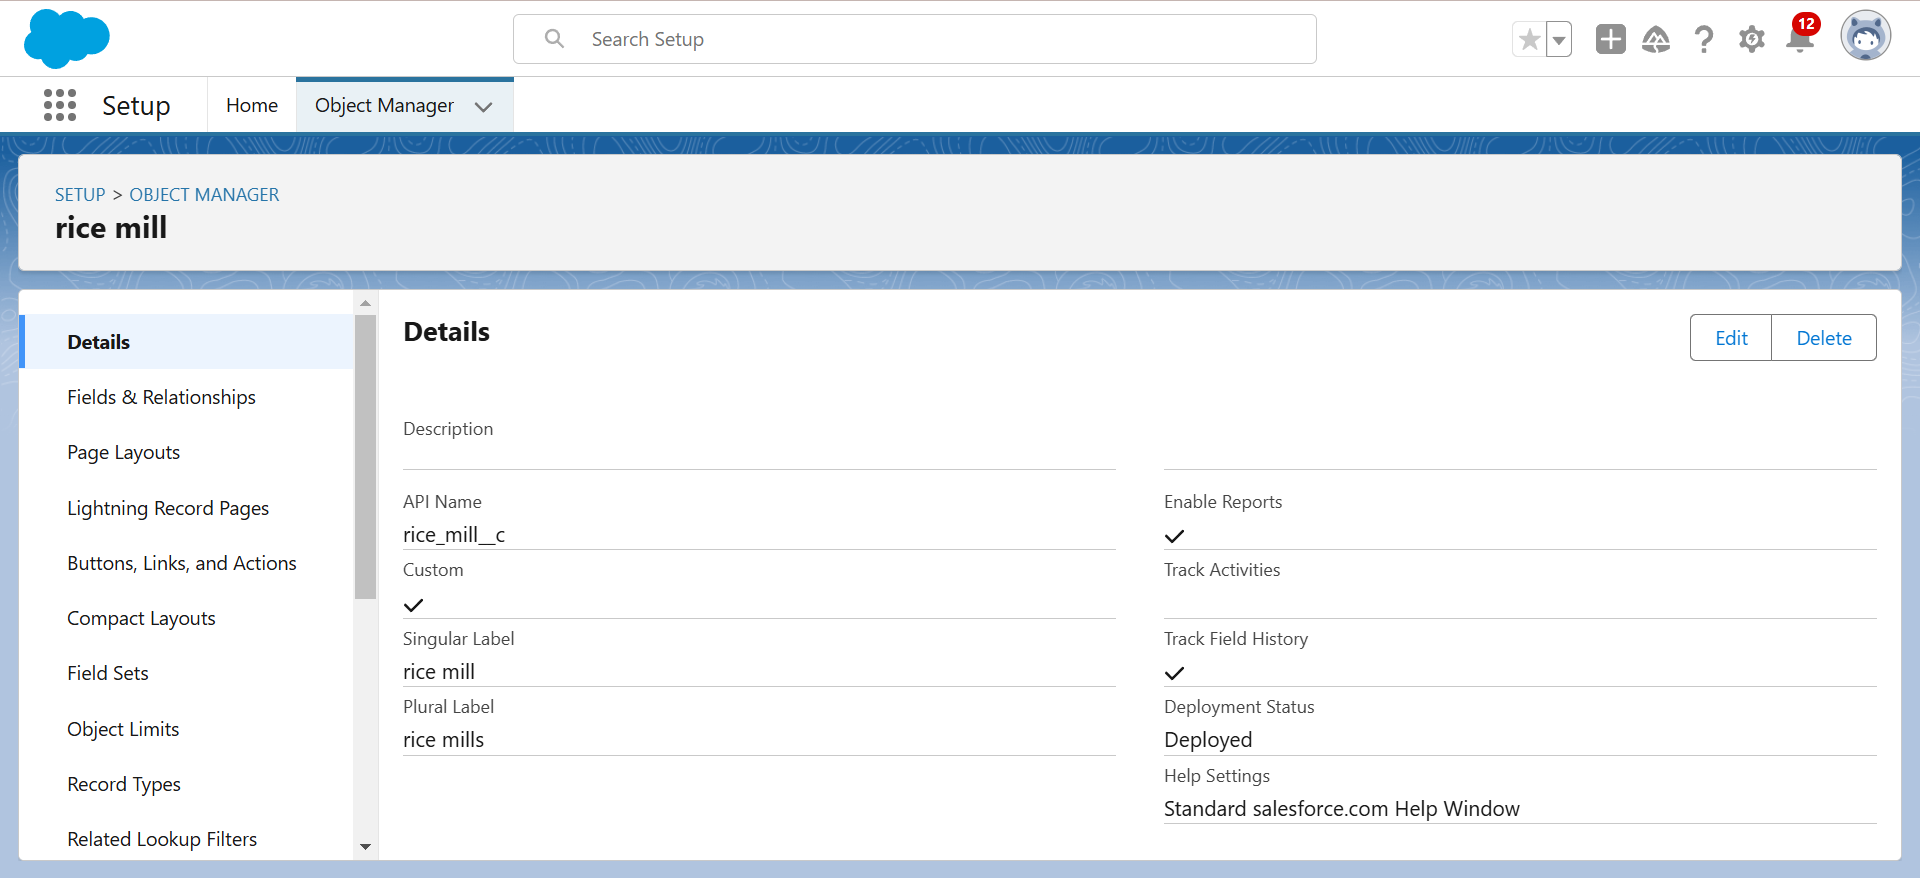 Search Setup
12
Setup
Home
Object Manager
SETUP > OBJECT MANAGER
rice mill
Details
Fields & Relationships
Page Layouts
Lightning Record Pages
Buttons, Links, and Actions
Compact Layouts
Field Sets
Object Limits
Record Types
Related Lookup Filters
Details
Edit
Delete
Description
API Name
rice_mill__c
Custom
Singular Label
rice mill
Plural Label
rice mills
Enable Reports
Track Activities
Track Field History
Deployment Status
Deployed
Help Settings
Standard salesforce.com Help Window